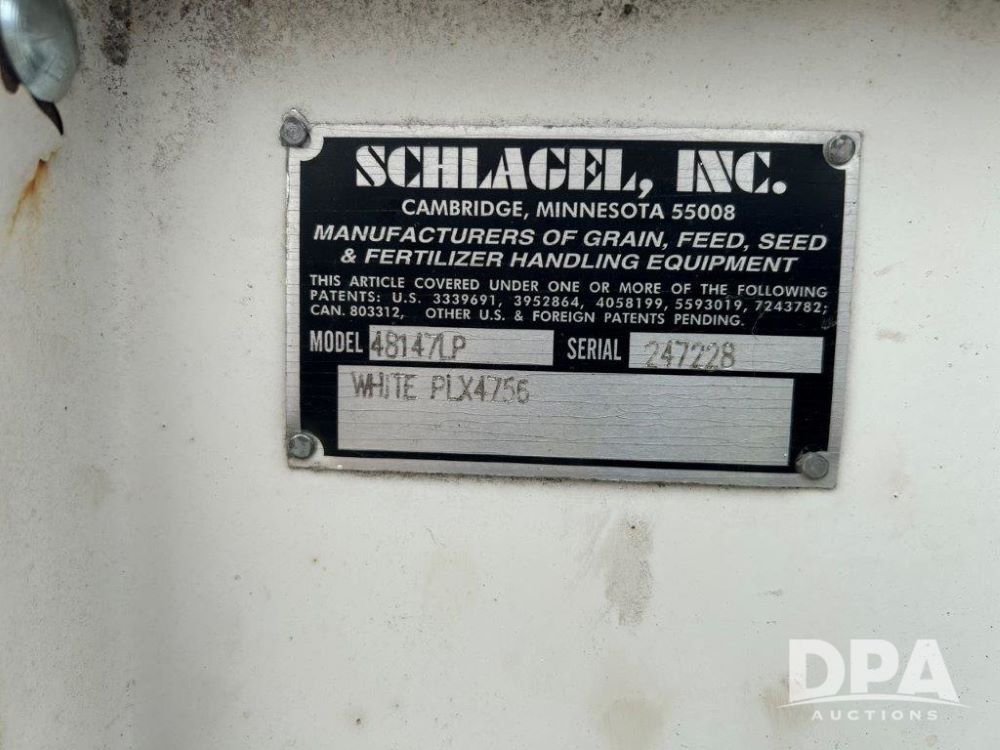 SCHLAGEL, INC.
CAMBRIDGE, MINNESOTA 55008
MANUFACTURERS OF GRAIN, FEED, SEED
& FERTILIZER HANDLING EQUIPMENT
THIS ARTICLE COVERED UNDER ONE OR MORE OF THE FOLLOWING
PATENTS: U.S. 3339691, 3952864, 4058199, 5593019, 7243782;
CAN. 803312, OTHER U.S. & FOREIGN PATENTS PENDING.
MODEL 48147LP SERIAL 247228
WHITE PLX4756
DPA
AUCTIONS